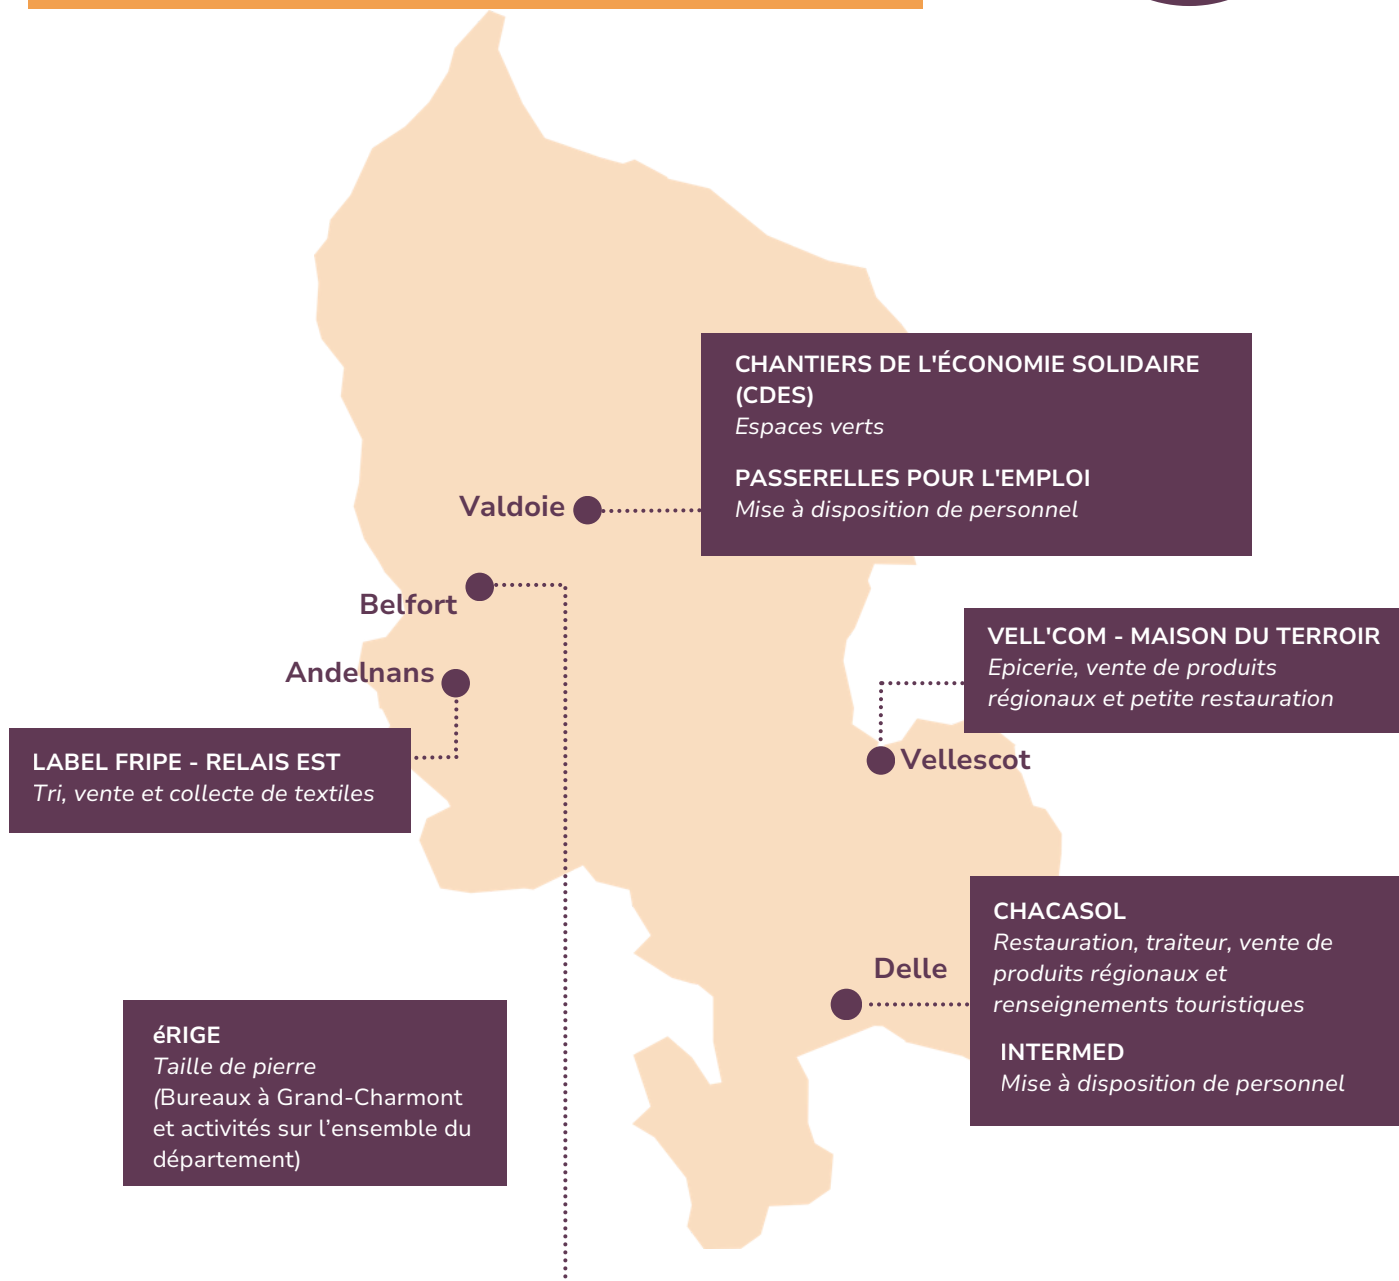 CHANTIERS DE L'ÉCONOMIE SOLIDAIRE
(CDES)
Espaces verts
PASSERELLES POUR L'EMPLOI
Mise à disposition de personnel
Valdoie
Belfort
Andelnans
VELL'COM - MAISON DU TERROIR
Epicerie, vente de produits
régionaux et petite restauration
Vellescot
LABEL FRIPE - RELAIS EST
Tri, vente et collecte de textiles
CHACASOL
Restauration, traiteur, vente de
produits régionaux et
renseignements touristiques
INTERMED
Mise à disposition de personnel
Delle
éRIGE
Taille de pierre
(Bureaux à Grand-Charmont
et activités sur l’ensemble du
département)